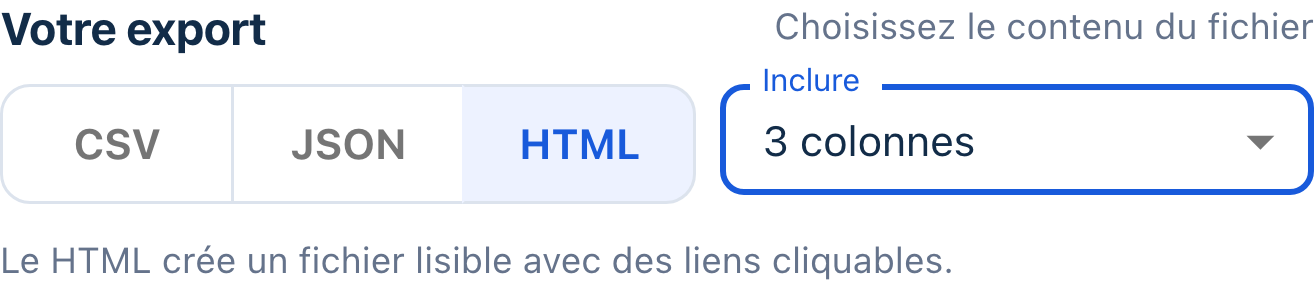 Votre export
Choisissez le contenu du fichier
CSV
JSON
HTML
Inclure
3 colonnes
Le HTML crée un fichier lisible avec des liens cliquables.